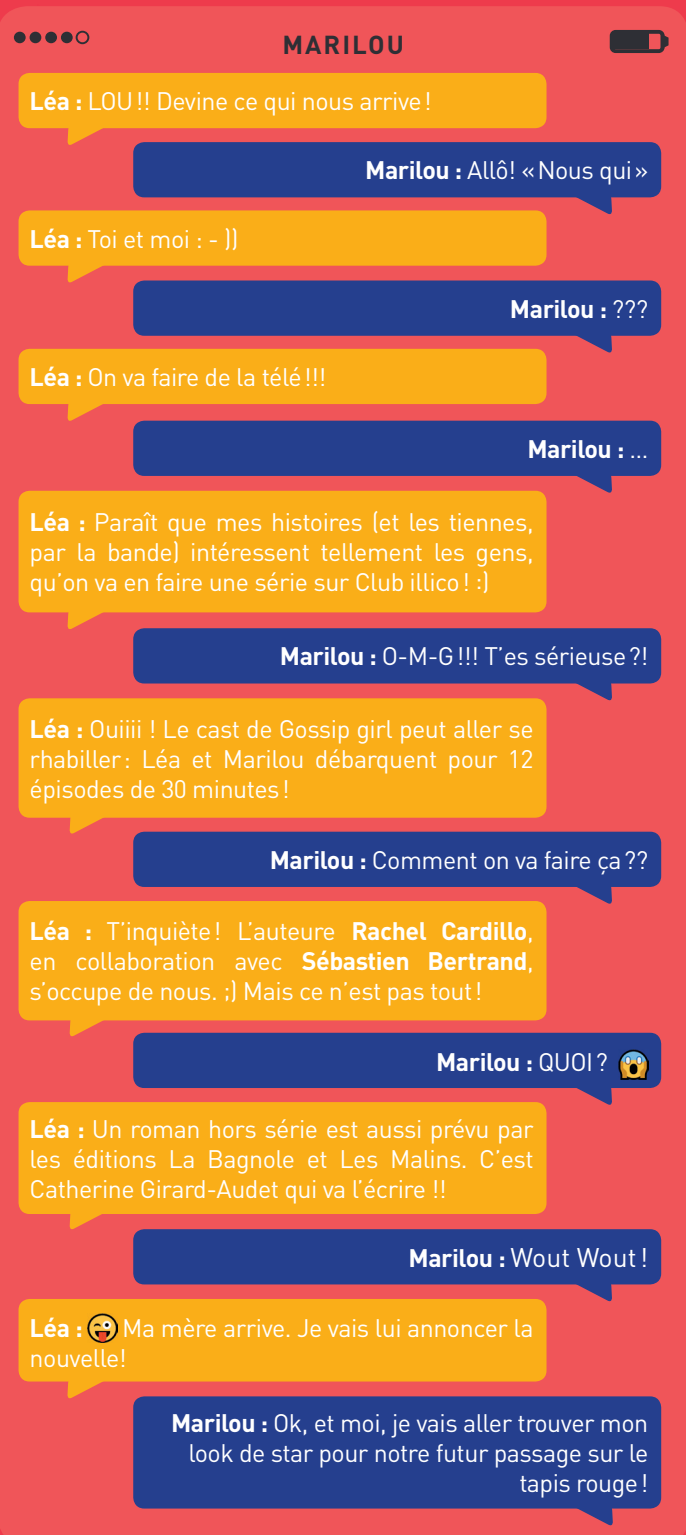 MARILOU
Léa : LOU !! Devine ce qui nous arrive !
Marilou : Allô! «Nous qui»
Léa : Toi et moi : - ))
Marilou : ???
Léa : On va faire de la télé !!!
Marilou : ...
Léa : Paraît que mes histoires (et les tiennes,
par la bande) intéressent tellement les gens,
qu'on va en faire une série sur Club illico ! :)
Marilou : O-M-G !!! T'es sérieuse ?!
Léa : Ouiiii ! Le cast de Gossip girl peut aller se
rhabiller : Léa et Marilou débarquent pour 12
épisodes de 30 minutes !
Marilou : Comment on va faire ça ??
Léa : T'inquiète ! L'auteure Rachel Cardillo,
en collaboration avec Sébastien Bertrand,
s'occupe de nous. ;) Mais ce n'est pas tout !
Marilou : QUOI ? 😱
Léa : Un roman hors série est aussi prévu par
les éditions La Bagnole et Les Malins. C'est
Catherine Girard-Audet qui va l'écrire !!
Marilou : Wout Wout !
Léa : 😜 Ma mère arrive. Je vais lui annoncer la
nouvelle!
Marilou : Ok, et moi, je vais aller trouver mon
look de star pour notre futur passage sur le
tapis rouge !